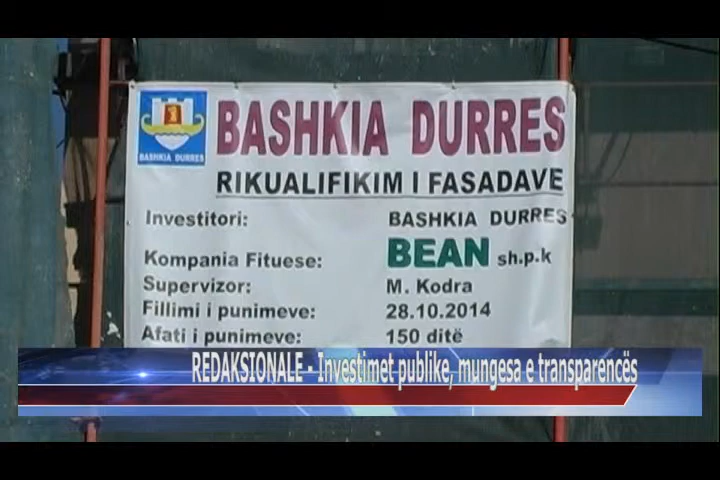 BASHKIA DURRES
BASHKIA DURRES
RIKUALIFIKIM I FASADAVE
Investitori: BASHKIA DURRES
Kompania Fituese: BEAN sh.p.k
Supervizor: M. Kodra
Fillimi i punimeve: 28.10.2014
Afati i punimeve: 150 ditë
REDAKSIONALE - Investimet publike, mungesa e transparencës